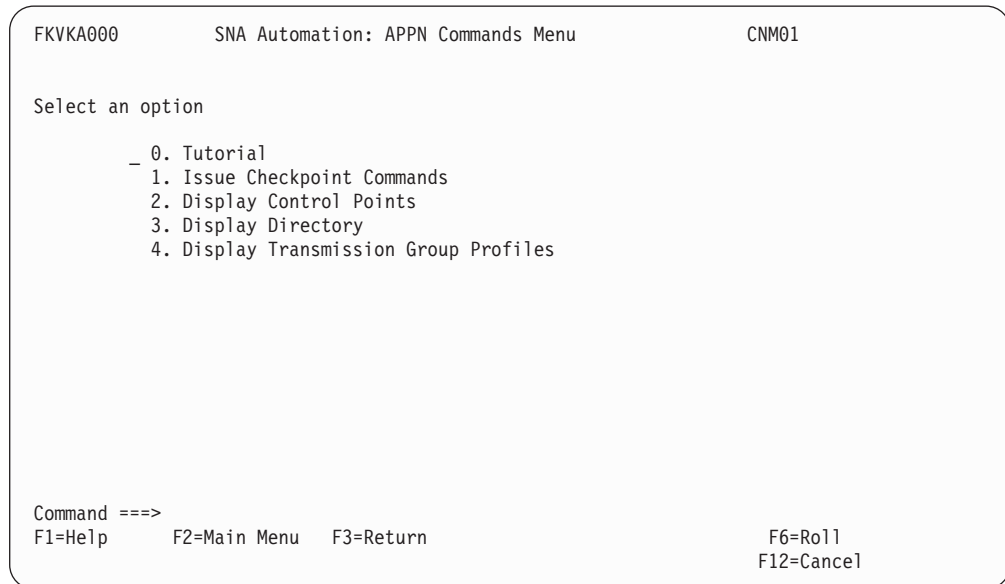 FKVKA000 SNA Automation: APPN Commands Menu CNM01
Select an option
_ 0. Tutorial
1. Issue Checkpoint Commands
2. Display Control Points
3. Display Directory
4. Display Transmission Group Profiles
Command ===>
F1=Help F2=Main Menu F3=Return F6=Roll
F12=Cancel